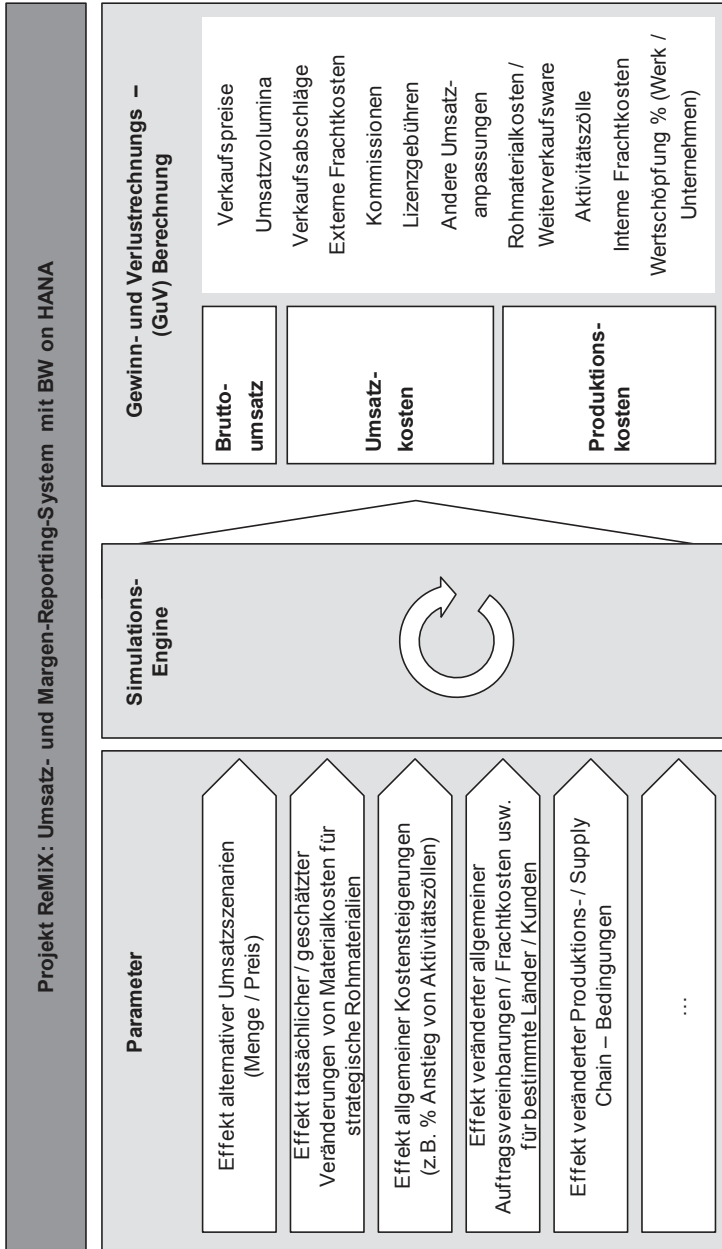 Projekt ReMiX: Umsatz- und Margen-Reporting-System mit BW on HANA
Parameter
Effekt alternativer Umsatzszenarien
(Menge / Preis)
Effekt tatsächlicher / geschätzter
Veränderungen von Materialkosten für
strategische Rohmaterialien
Effekt allgemeiner Kostensteigerungen
(z.B. % Anstieg von Aktivitätszöllen)
Effekt veränderter allgemeiner
Auftragsvereinbarungen / Frachtkosten usw.
für bestimmte Länder / Kunden
Effekt veränderter Produktions- / Supply
Chain – Bedingungen
...
Simulations-
Engine
Gewinn- und Verlustrechnungs –
(GuV) Berechnung
Brutto-
umsatz
Verkaufspreise
Umsatzvolumina
Umsatz-
kosten
Verkaufsabschläge
Externe Frachtkosten
Kommissionen
Lizenzgebühren
Andere Umsatz-
anpassungen
Produktions-
kosten
Rohmaterialkosten /
Weiterverkaufsware
Aktivitätszölle
Interne Frachtkosten
Wertschöpfung % (Werk /
Unternehmen)